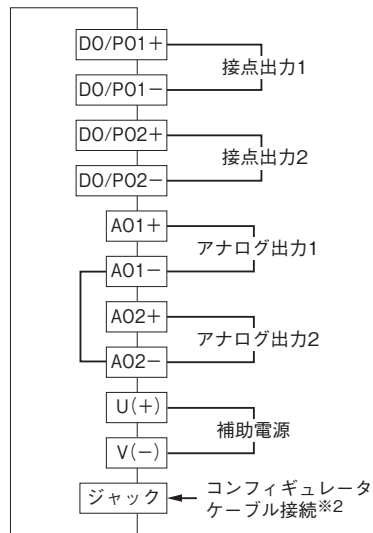 DO/PO1+
接点出力1
DO/PO1−
DO/PO2+
接点出力2
DO/PO2−
AO1+
アナログ出力1
AO1−
AO2+
アナログ出力2
AO2−
U(+)
補助電源
V(−)
ジャック
コンフィギュレータ
ケーブル接続※2